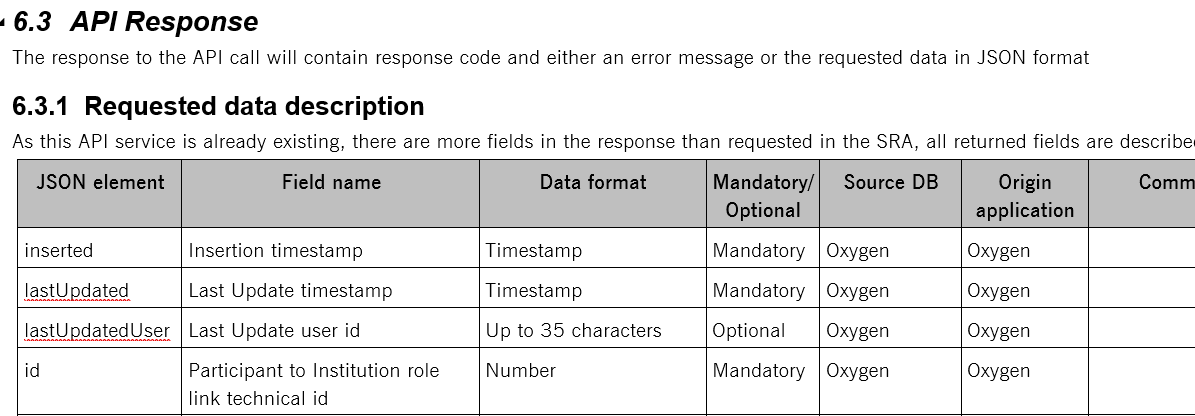 6.3 API Response
The response to the API call will contain response code and either an error message or the requested data in JSON format
6.3.1 Requested data description
As this API service is already existing, there are more fields in the response than requested in the SRA, all returned fields are
JSON element Field name Data format Mandatory/ Optional Source DB Origin application
inserted Insertion timestamp Timestamp Mandatory Oxygen Oxygen
lastUpdated Last Update timestamp Timestamp Mandatory Oxygen Oxygen
lastUpdatedUser Last Update user id Up to 35 characters Optional Oxygen Oxygen
id Participant to Institution role Number Mandatory Oxygen Oxygen
link technical id